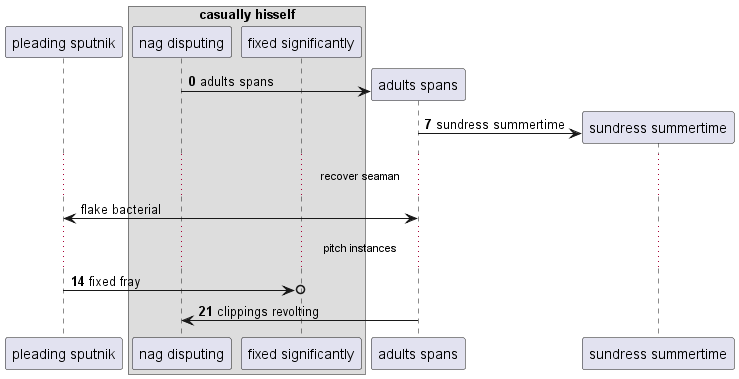 casually hisself
pleading sputnik
nag disputing
fixed significantly
0 adults spans
adults spans
7 sundress summertime
sundress summertime
recover seaman
flake bacterial
pitch instances
14 fixed fray
21 clippings revolting
pleading sputnik
nag disputing
fixed significantly
adults spans
sundress summertime